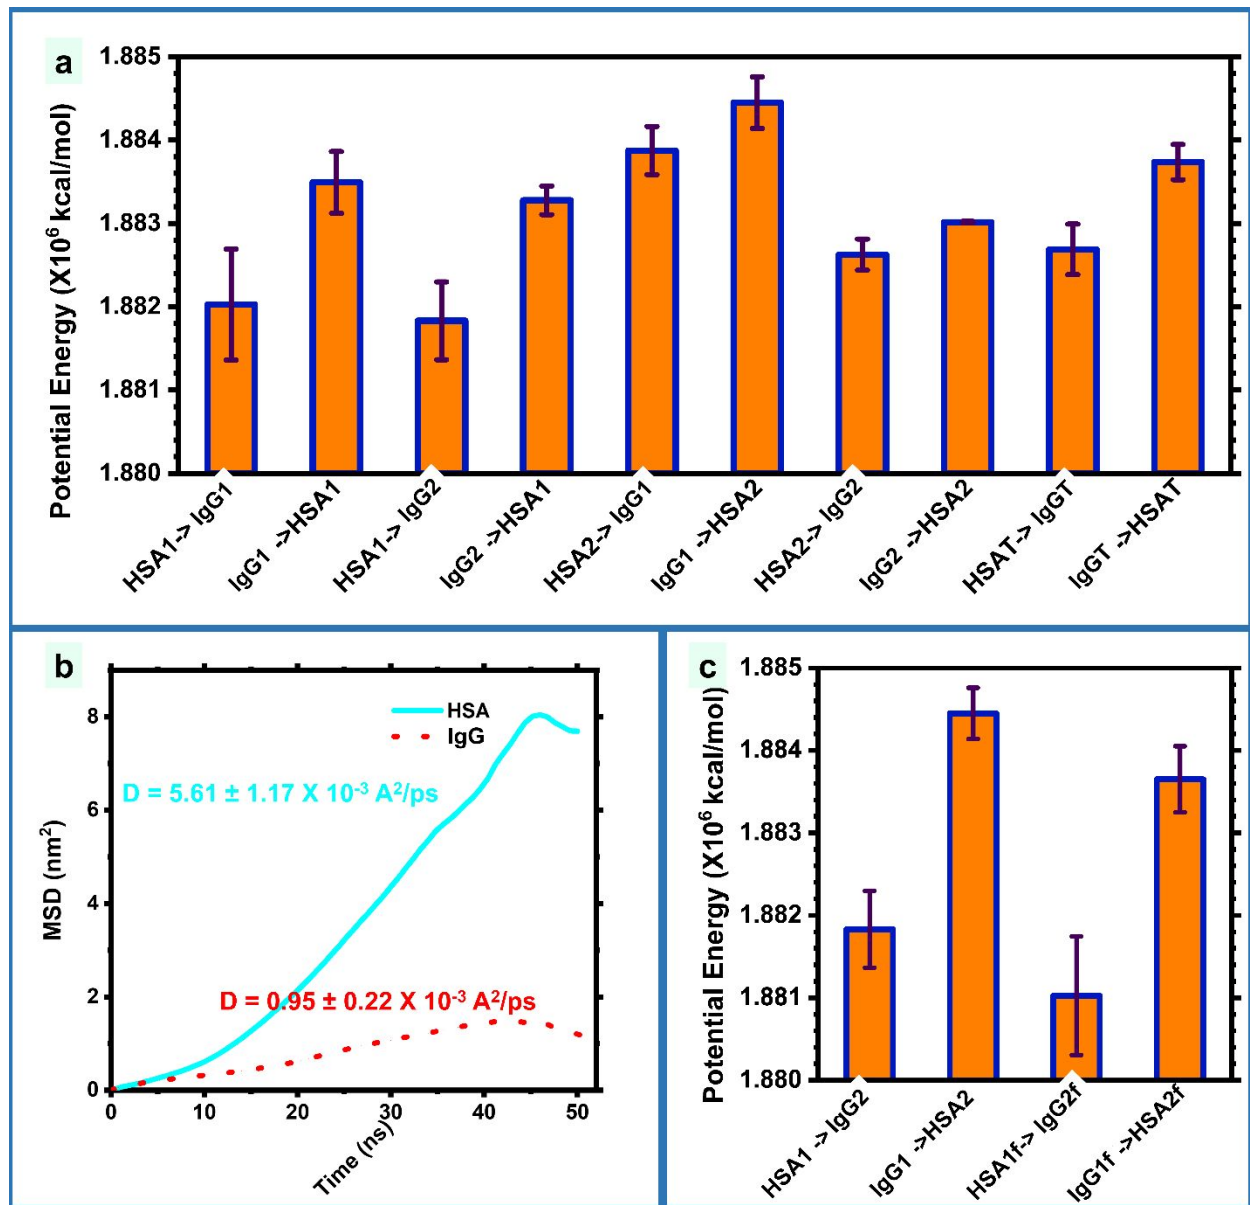 a
Potential Energy (X10⁶ kcal/mol)
1.885
1.884
1.883
1.882
1.881
1.880
HSA1-> IgG1
IgG1 ->HSA1
HSA1-> IgG2
IgG2 ->HSA1
HSA2-> IgG1
IgG1 ->HSA2
HSA2-> IgG2
IgG2 ->HSA2
HSAT-> IgGT
IgGT ->HSAT
b
MSD (nm²)
8
6
4
2
0
HSA
IgG
D = 5.61 ± 1.17 X 10⁻³ A²/ps
D = 0.95 ± 0.22 X 10⁻³ A²/ps
0 10 20 30 40 50
Time (ns)
c
Potential Energy (X10⁶ kcal/mol)
1.885
1.884
1.883
1.882
1.881
1.880
HSA1 -> IgG2
IgG1 ->HSA2
HSA1f-> IgG2f
IgG1f ->HSA2f